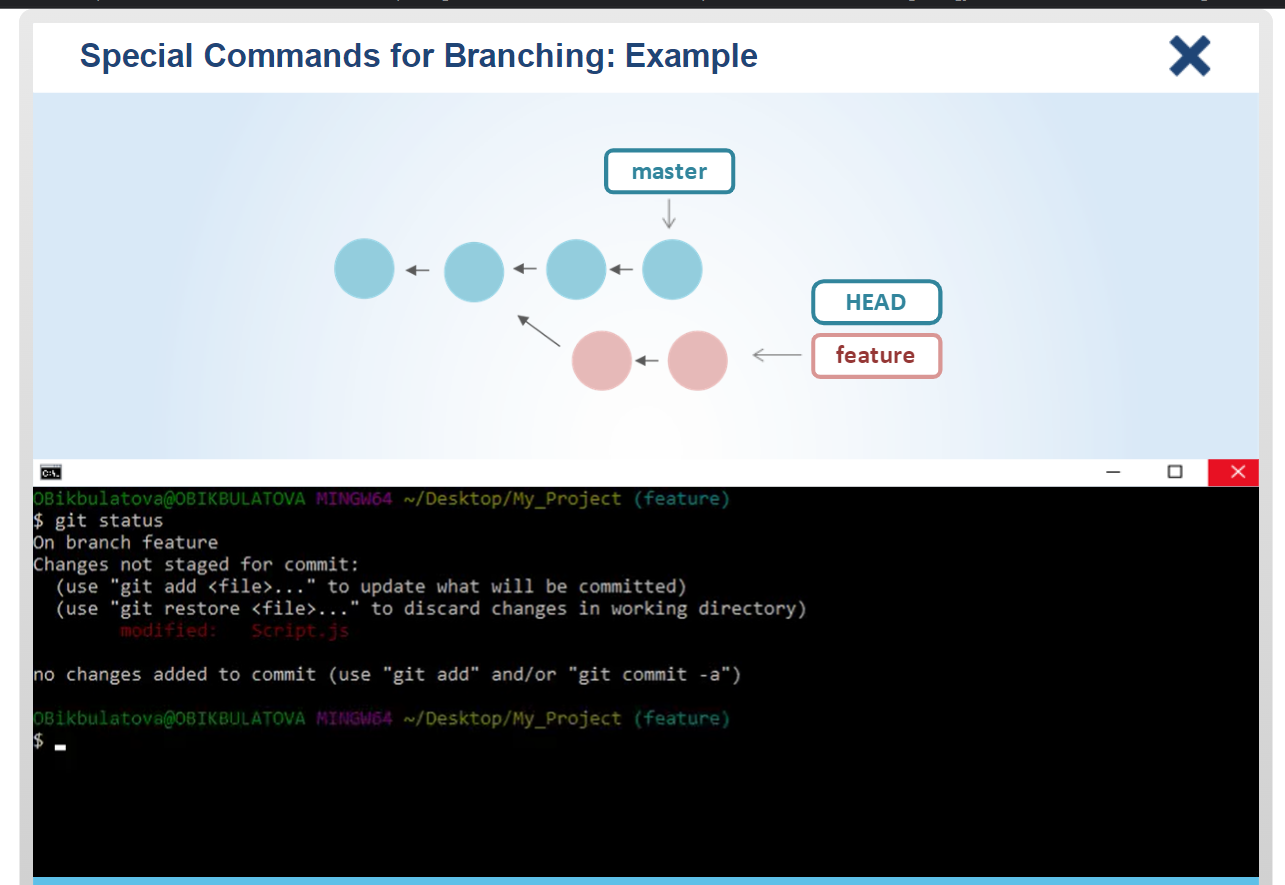 Special Commands for Branching: Example
master
HEAD
feature
C:\.
OBikbulatova@OBIKBULATOVA MINGW64 ~/Desktop/My_Project (feature)
$ git status
On branch feature
Changes not staged for commit:
  (use "git add <file>..." to update what will be committed)
  (use "git restore <file>..." to discard changes in working directory)
        modified:   Script.js
no changes added to commit (use "git add" and/or "git commit -a")
OBikbulatova@OBIKBULATOVA MINGW64 ~/Desktop/My_Project (feature)
$